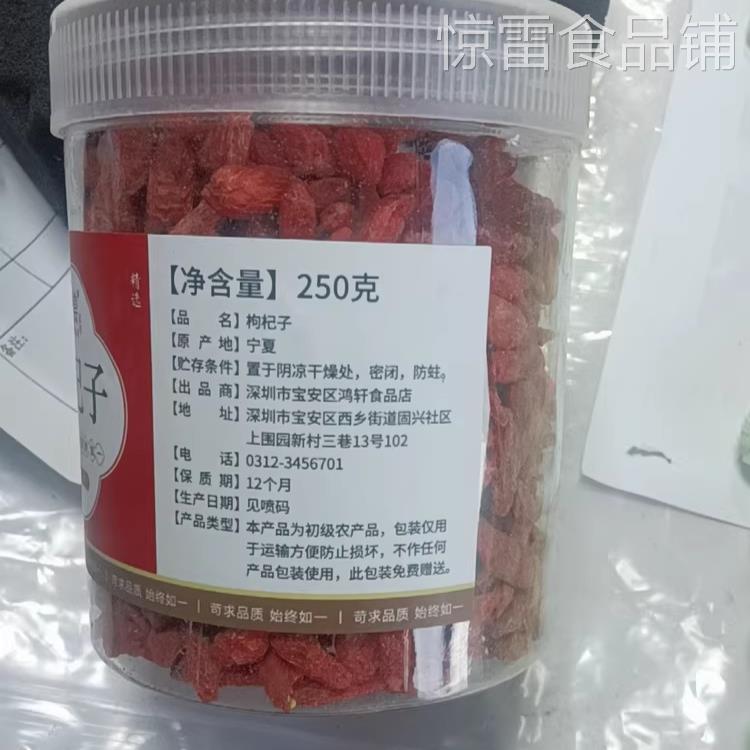 惊雷食品铺
精选
【净含量】250克
【品 名】枸杞子
【原 产 地】宁夏
【贮存条件】置于阴凉干燥处，密闭，防蛀。
【出 品 商】深圳市宝安区鸿轩食品店
【地 址】深圳市宝安区西乡街道固兴社区
上围园新村三巷13号102
【电 话】0312-3456701
【保 质 期】12个月
【生产日期】见喷码
【产品类型】本产品为初级农产品，包装仅用
于运输方便防止损坏，不作任何
产品包装使用，此包装免费赠送。
子
备注:
苛求品质 始终如一 | 苛求品质 始终如一 |